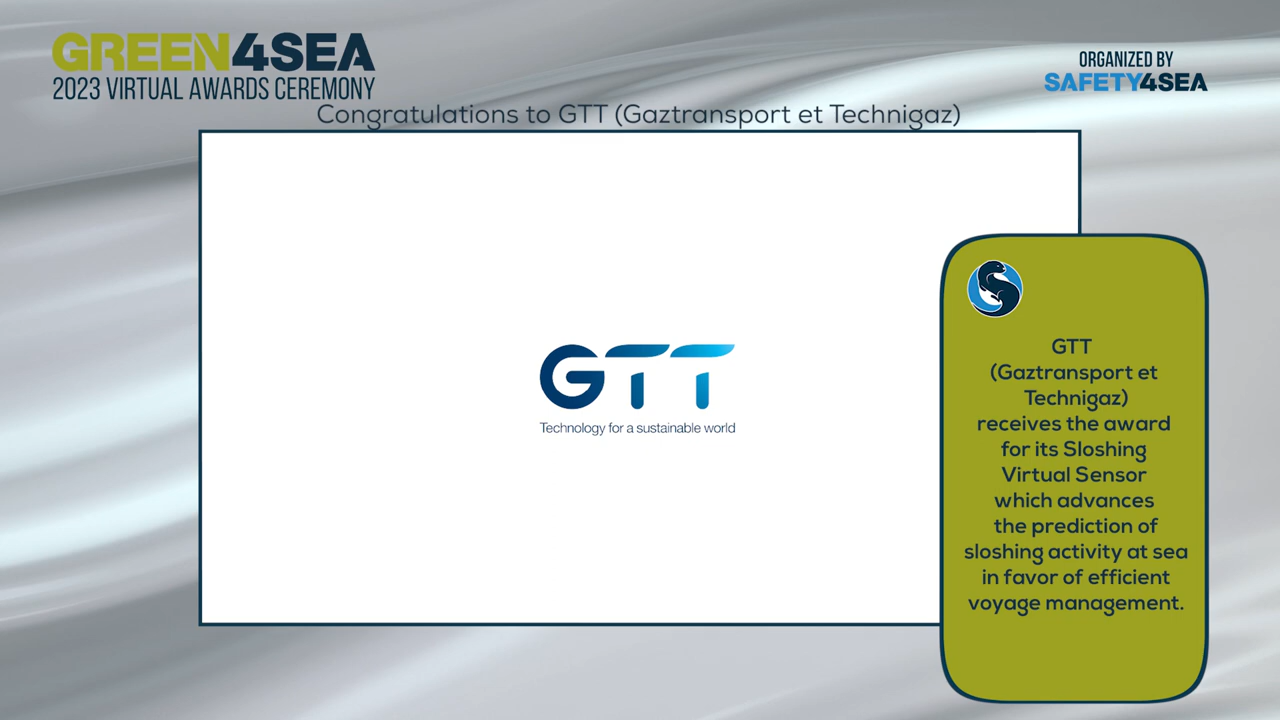 GREEN4SEA
2023 VIRTUAL AWARDS CEREMONY
ORGANIZED BY
SAFETY4SEA
Congratulations to GTT (Gaztransport et Technigaz)
GTT
Technology for a sustainable world
GTT
(Gaztransport et
Technigaz)
receives the award
for its Sloshing
Virtual Sensor
which advances
the prediction of
sloshing activity at sea
in favor of efficient
voyage management.